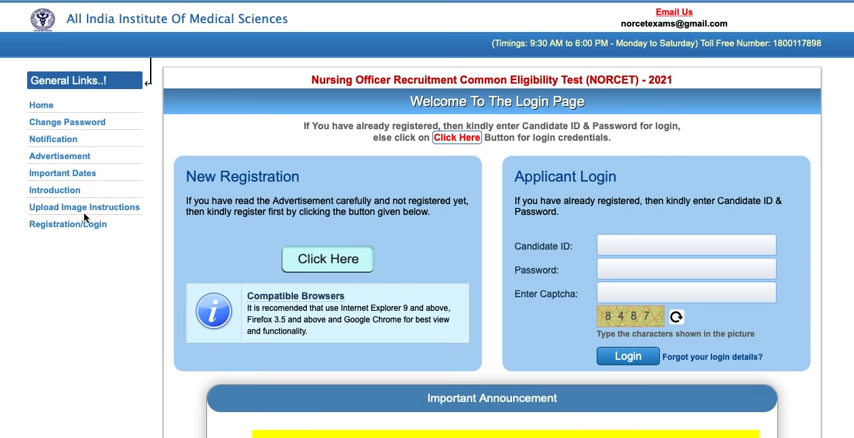 All India Institute Of Medical Sciences
Email Us
norcetexams@gmail.com
(Timings: 9:30 AM to 6:00 PM - Monday to Saturday) Toll Free Number: 1800117898
General Links..!
Home
Change Password
Notification
Advertisement
Important Dates
Introduction
Upload Image Instructions
Registration/Login
Nursing Officer Recruitment Common Eligibility Test (NORCET) - 2021
Welcome To The Login Page
If You have already registered, then kindly enter Candidate ID & Password for login,
else click on Click Here Button for login credentials.
New Registration
If you have read the Advertisement carefully and not registered yet,
then kindly register first by clicking the button given below.
Click Here
Compatible Browsers
It is recomended that use Internet Explorer 9 and above,
Firefox 3.5 and above and Google Chrome for best view
and functionality.
Applicant Login
If you have already registered, then kindly enter Candidate ID &
Password.
Candidate ID:
Password:
Enter Captcha:
8 4 8 7
Type the characters shown in the picture
Login Forgot your login details?
Important Announcement